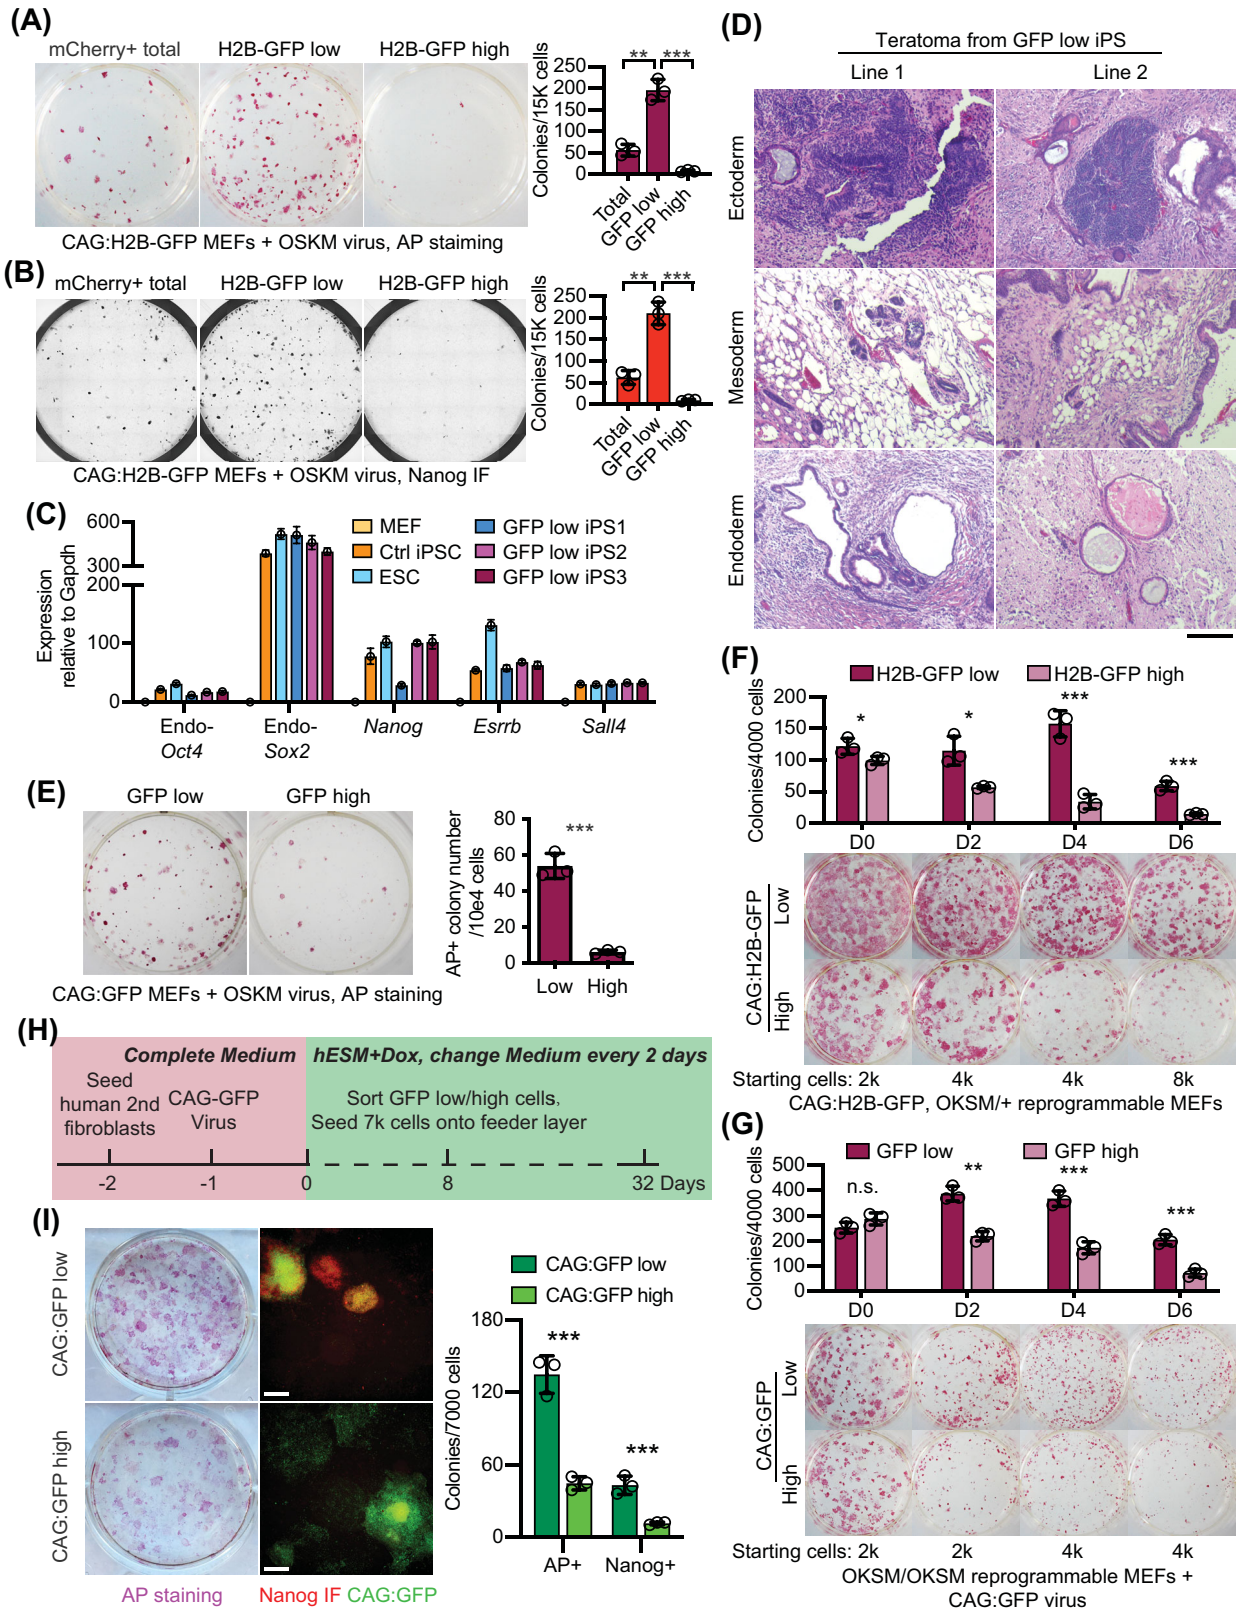 (A)
mCherry+ total
H2B-GFP low
H2B-GFP high
Colonies/15K cells
250
200
150
100
50
0
** ***
Total
GFP low
GFP high
CAG:H2B-GFP MEFs + OSKM virus, AP staiming
(B)
mCherry+ total
H2B-GFP low
H2B-GFP high
Colonies/15K cells
250
200
150
100
50
0
** ***
Total
GFP low
GFP high
CAG:H2B-GFP MEFs + OSKM virus, Nanog IF
(C)
Expression
relative to Gapdh
600
300
200
100
0
MEF
Ctrl iPSC
ESC
GFP low iPS1
GFP low iPS2
GFP low iPS3
Endo-
Oct4
Endo-
Sox2
Nanog
Esrrb
Sall4
(D)
Teratoma from GFP low iPS
Line 1
Line 2
Ectoderm
Mesoderm
Endoderm
(E)
GFP low
GFP high
CAG:GFP MEFs + OSKM virus, AP staining
AP+ colony number
/10e4 cells
80
60
40
20
0
***
Low
High
(F)
H2B-GFP low
H2B-GFP high
Colonies/4000 cells
200
150
100
50
0
* * *** ***
D0
D2
D4
D6
CAG:H2B-GFP
Low
High
Starting cells: 2k 4k 4k 8k
CAG:H2B-GFP, OKSM/+ reprogrammable MEFs
(G)
GFP low
GFP high
Colonies/4000 cells
500
400
300
200
100
0
n.s. ** *** ***
D0
D2
D4
D6
CAG:GFP
Low
High
Starting cells: 2k 2k 4k 4k
OKSM/OKSM reprogrammable MEFs +
CAG:GFP virus
(H)
Complete Medium
hESM+Dox, change Medium every 2 days
Seed
human 2nd
fibroblasts
CAG-GFP
Virus
Sort GFP low/high cells,
Seed 7k cells onto feeder layer
-2
-1
0
8
32 Days
(I)
CAG:GFP low
CAG:GFP high
AP staining
Nanog IF CAG:GFP
CAG:GFP low
CAG:GFP high
Colonies/7000 cells
180
120
60
0
*** ***
AP+
Nanog+